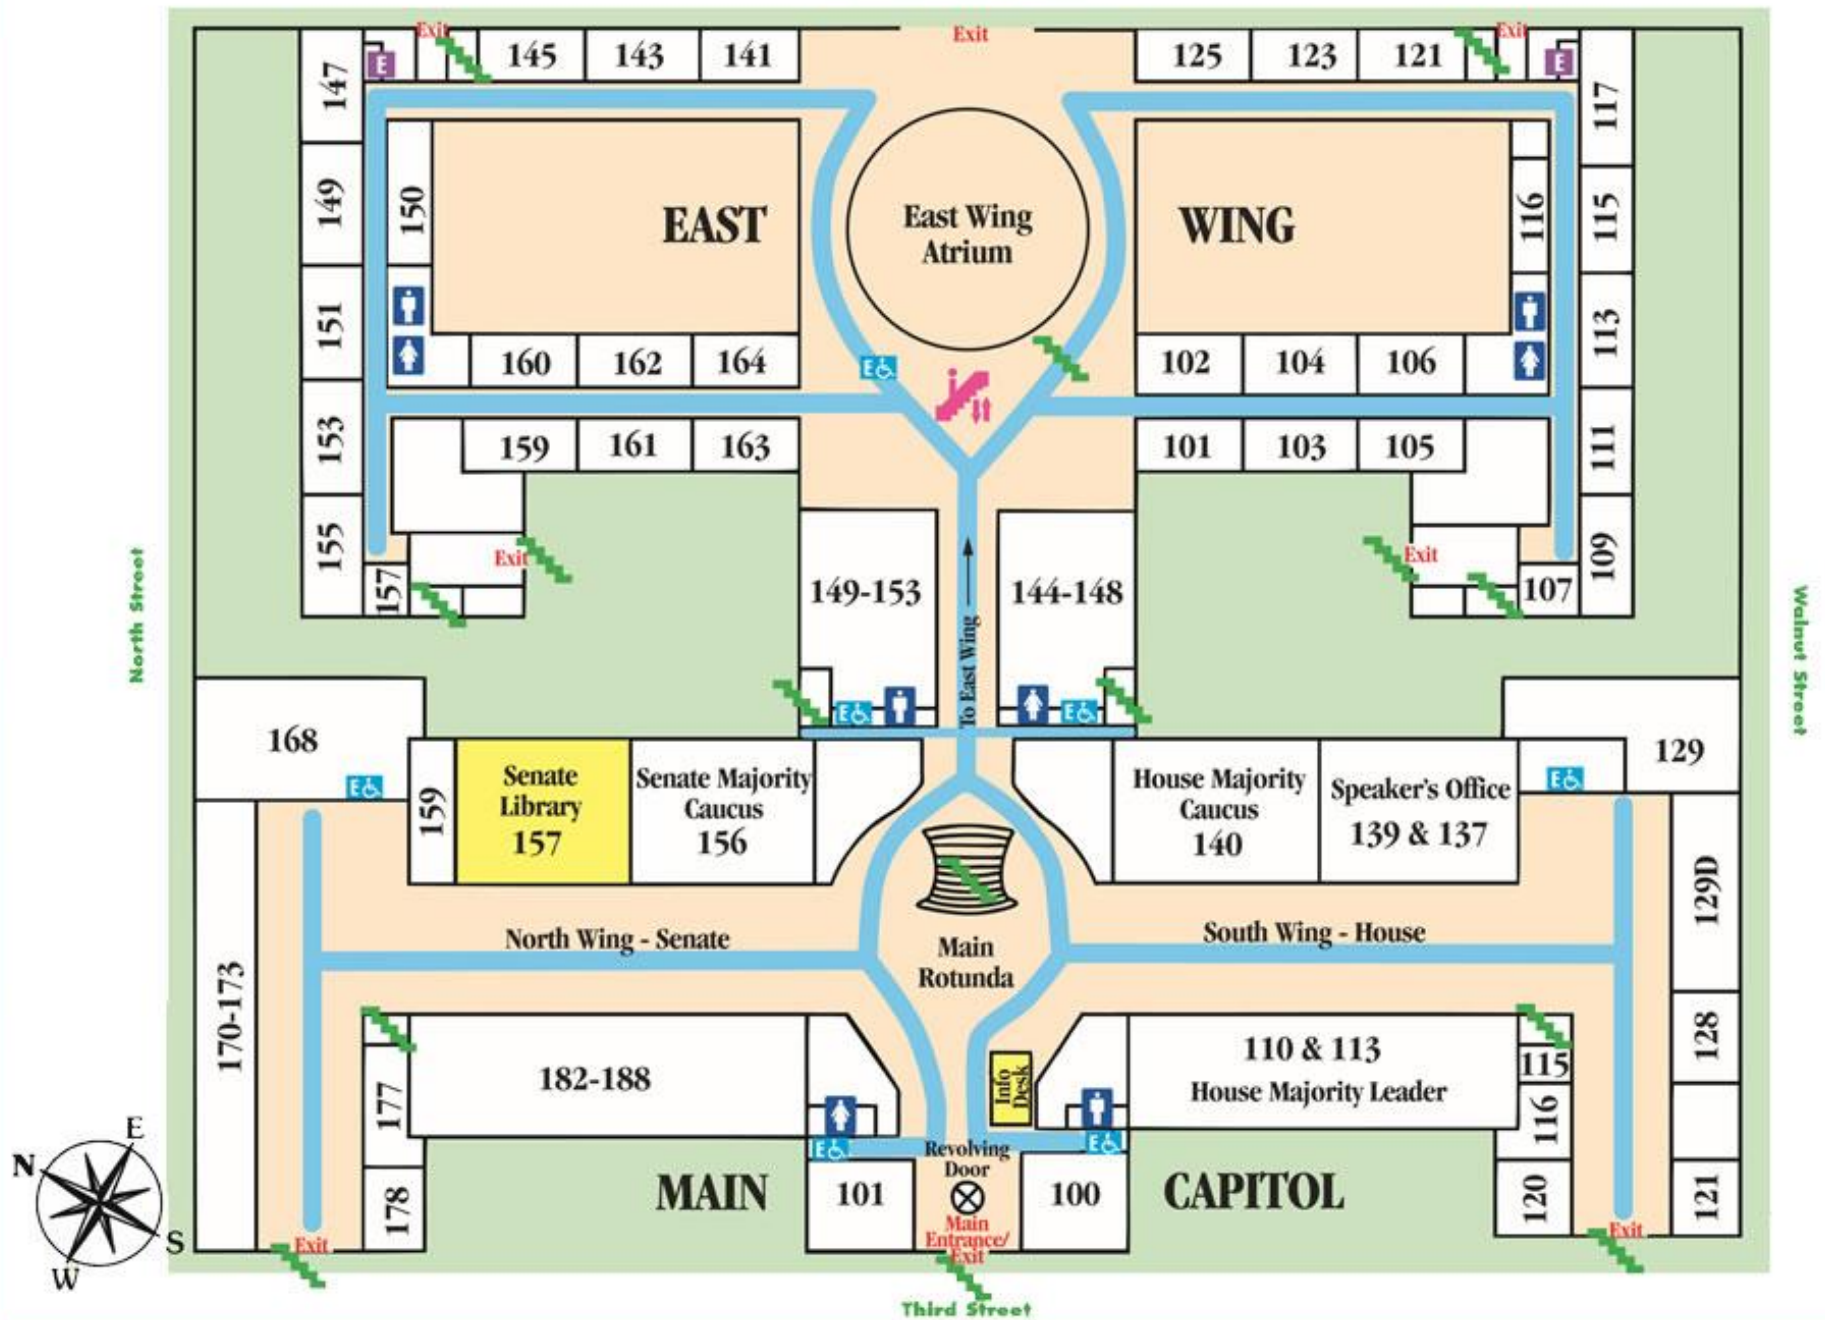 Exit
Exit
Exit
145
143
141
125
123
121
E
E
147
117
149
150
EAST
East Wing
Atrium
WING
116
115
151
113
160
162
164
E
102
104
106
153
159
161
163
101
103
105
111
155
Exit
157
149-153
144-148
To East Wing
Exit
107
109
North Street
Walnut Street
E
E
168
E
159
Senate
Library
157
Senate Majority
Caucus
156
House Majority
Caucus
140
Speaker's Office
139 & 137
E
129
129D
North Wing - Senate
Main
Rotunda
South Wing - House
170-173
177
182-188
Info
Desk
110 & 113
House Majority Leader
115
116
128
E
Revolving
Door
E
178
MAIN
101
100
CAPITOL
120
121
Main
Entrance/
Exit
Exit
Exit
E
N
S
W
Third Street